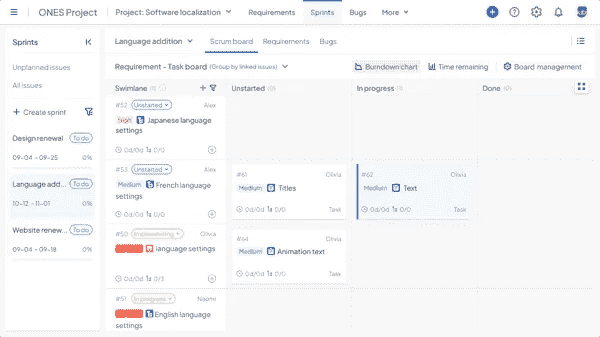 ONES Project
Project: Software localization
Requirements
Sprints
Bugs
More
Sprints
Unplanned issues
All issues
+ Create sprint
Design renewal To do
09-04 - 09-25 0%
Language add... To do
10-12 - 11-01 0%
Website renew... To do
09-04 - 09-18 0%
Language addition
Scrum board
Requirements
Bugs
Requirement - Task board (Group by linked issues)
Burndown chart
Time remaining
Board management
Swimlane
Unstarted (0)
In progress (1)
Done (0)
#52 Unstarted Alex
High Japanese language
settings
0d/0d 0/0
#53 Unstarted Alex
Medium French language
settings
0d/0d 0/0
#50 Olivia
language settings
0d/0d 0/3
#51 In progress Naomi
English language
settings
#61 Olivia
Medium Titles
0d/0d 0/0 Task
#64 Olivia
Medium Animation text
0d/0d 0/0 Task
#62 Olivia
Medium Text
0d/0d 0/0 Task